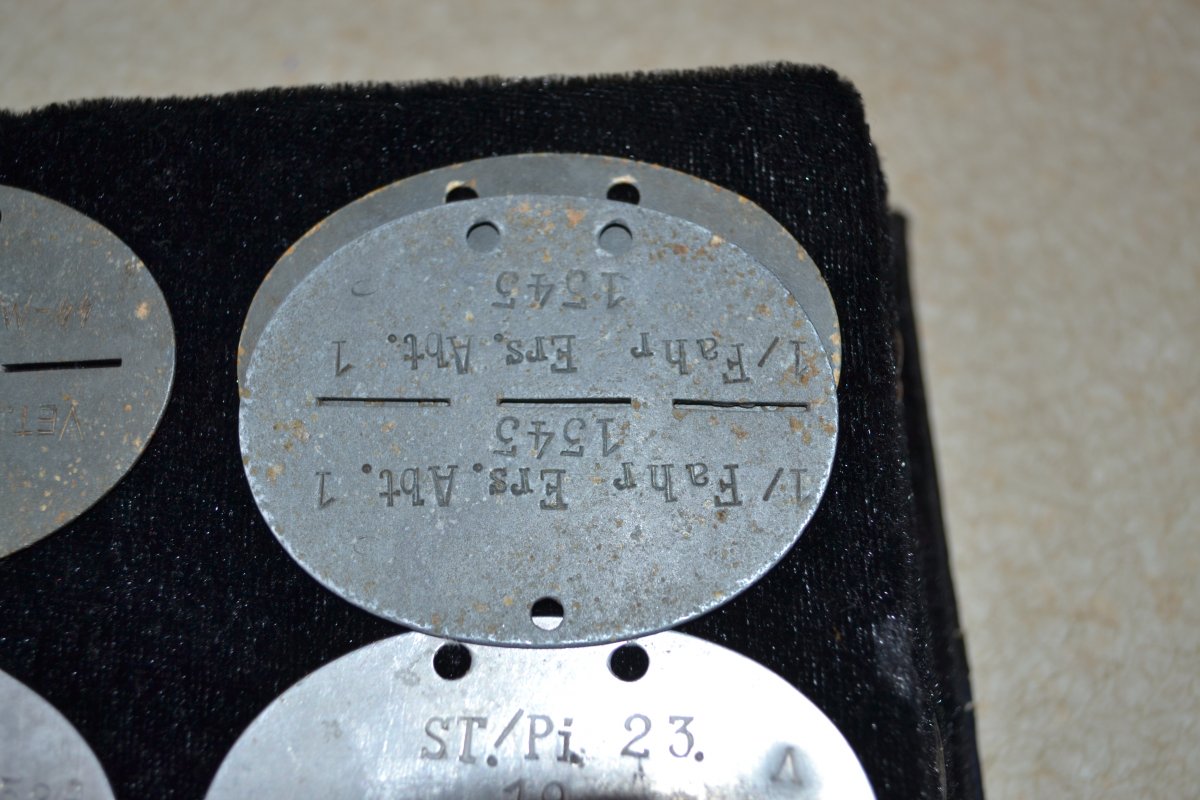 1/Fahr Ers. Abt. 1
1545
1/Fahr Ers. Abt. 1
1545
ST./Pi. 23.